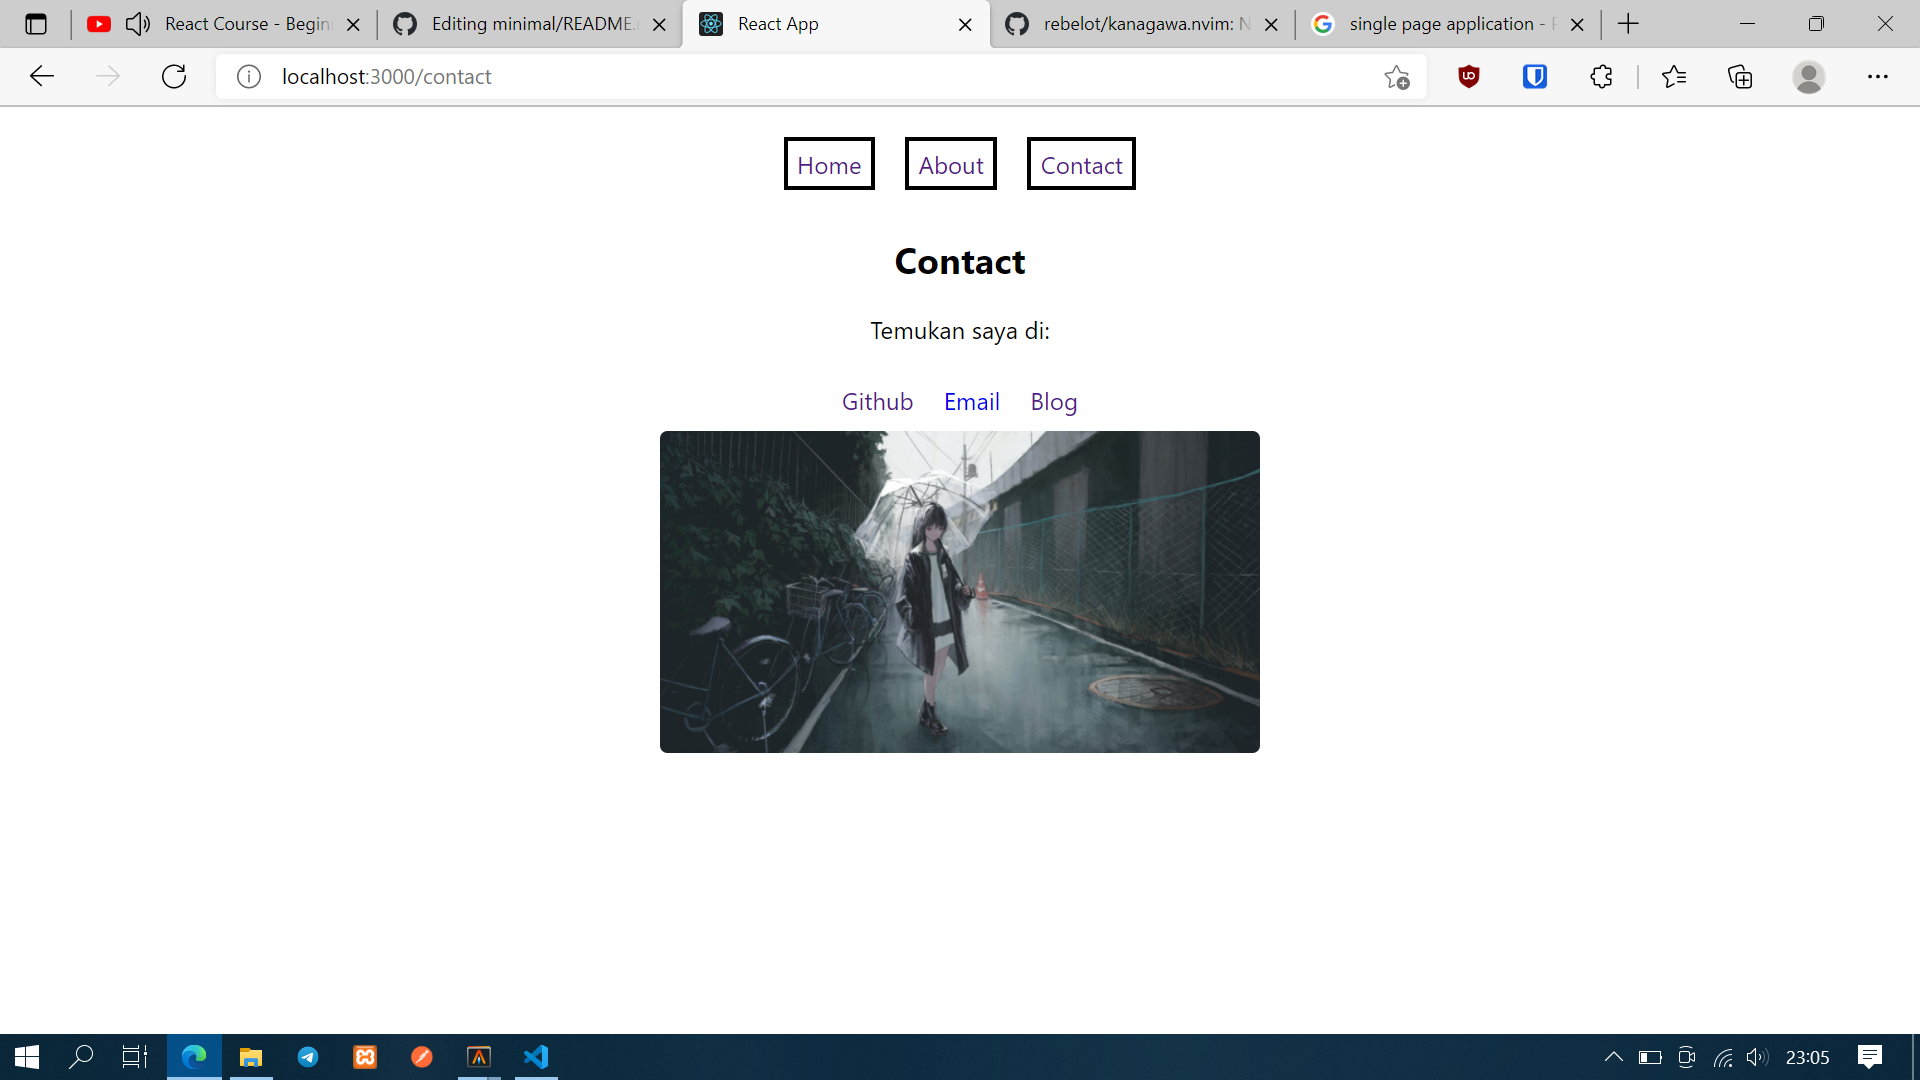 React Course - Begin
Editing minimal/README.
React App
rebelot/kanagawa.nvim: N
single page application -
localhost:3000/contact
Home
About
Contact
Contact
Temukan saya di:
Github
Email
Blog
23:05